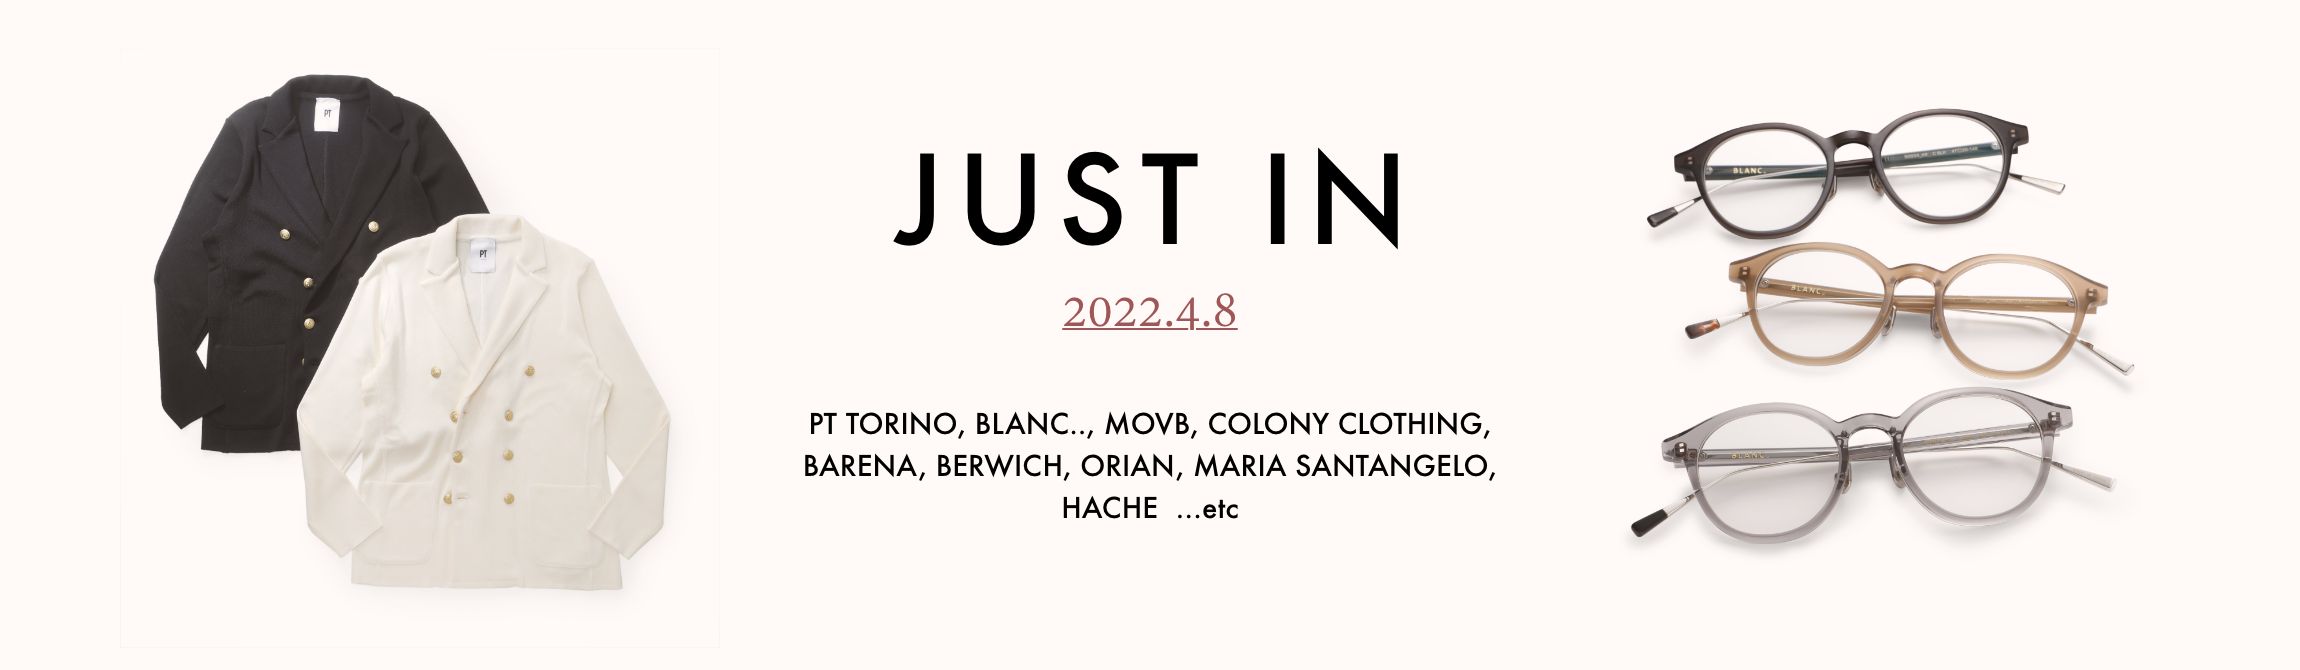 PT
PT
JUST IN
2022.4.8
PT TORINO, BLANC.., MOVB, COLONY CLOTHING,
BARENA, BERWICH, ORIAN, MARIA SANTANGELO,
HACHE ...etc
BLANC.
BLANC.
BLANC.